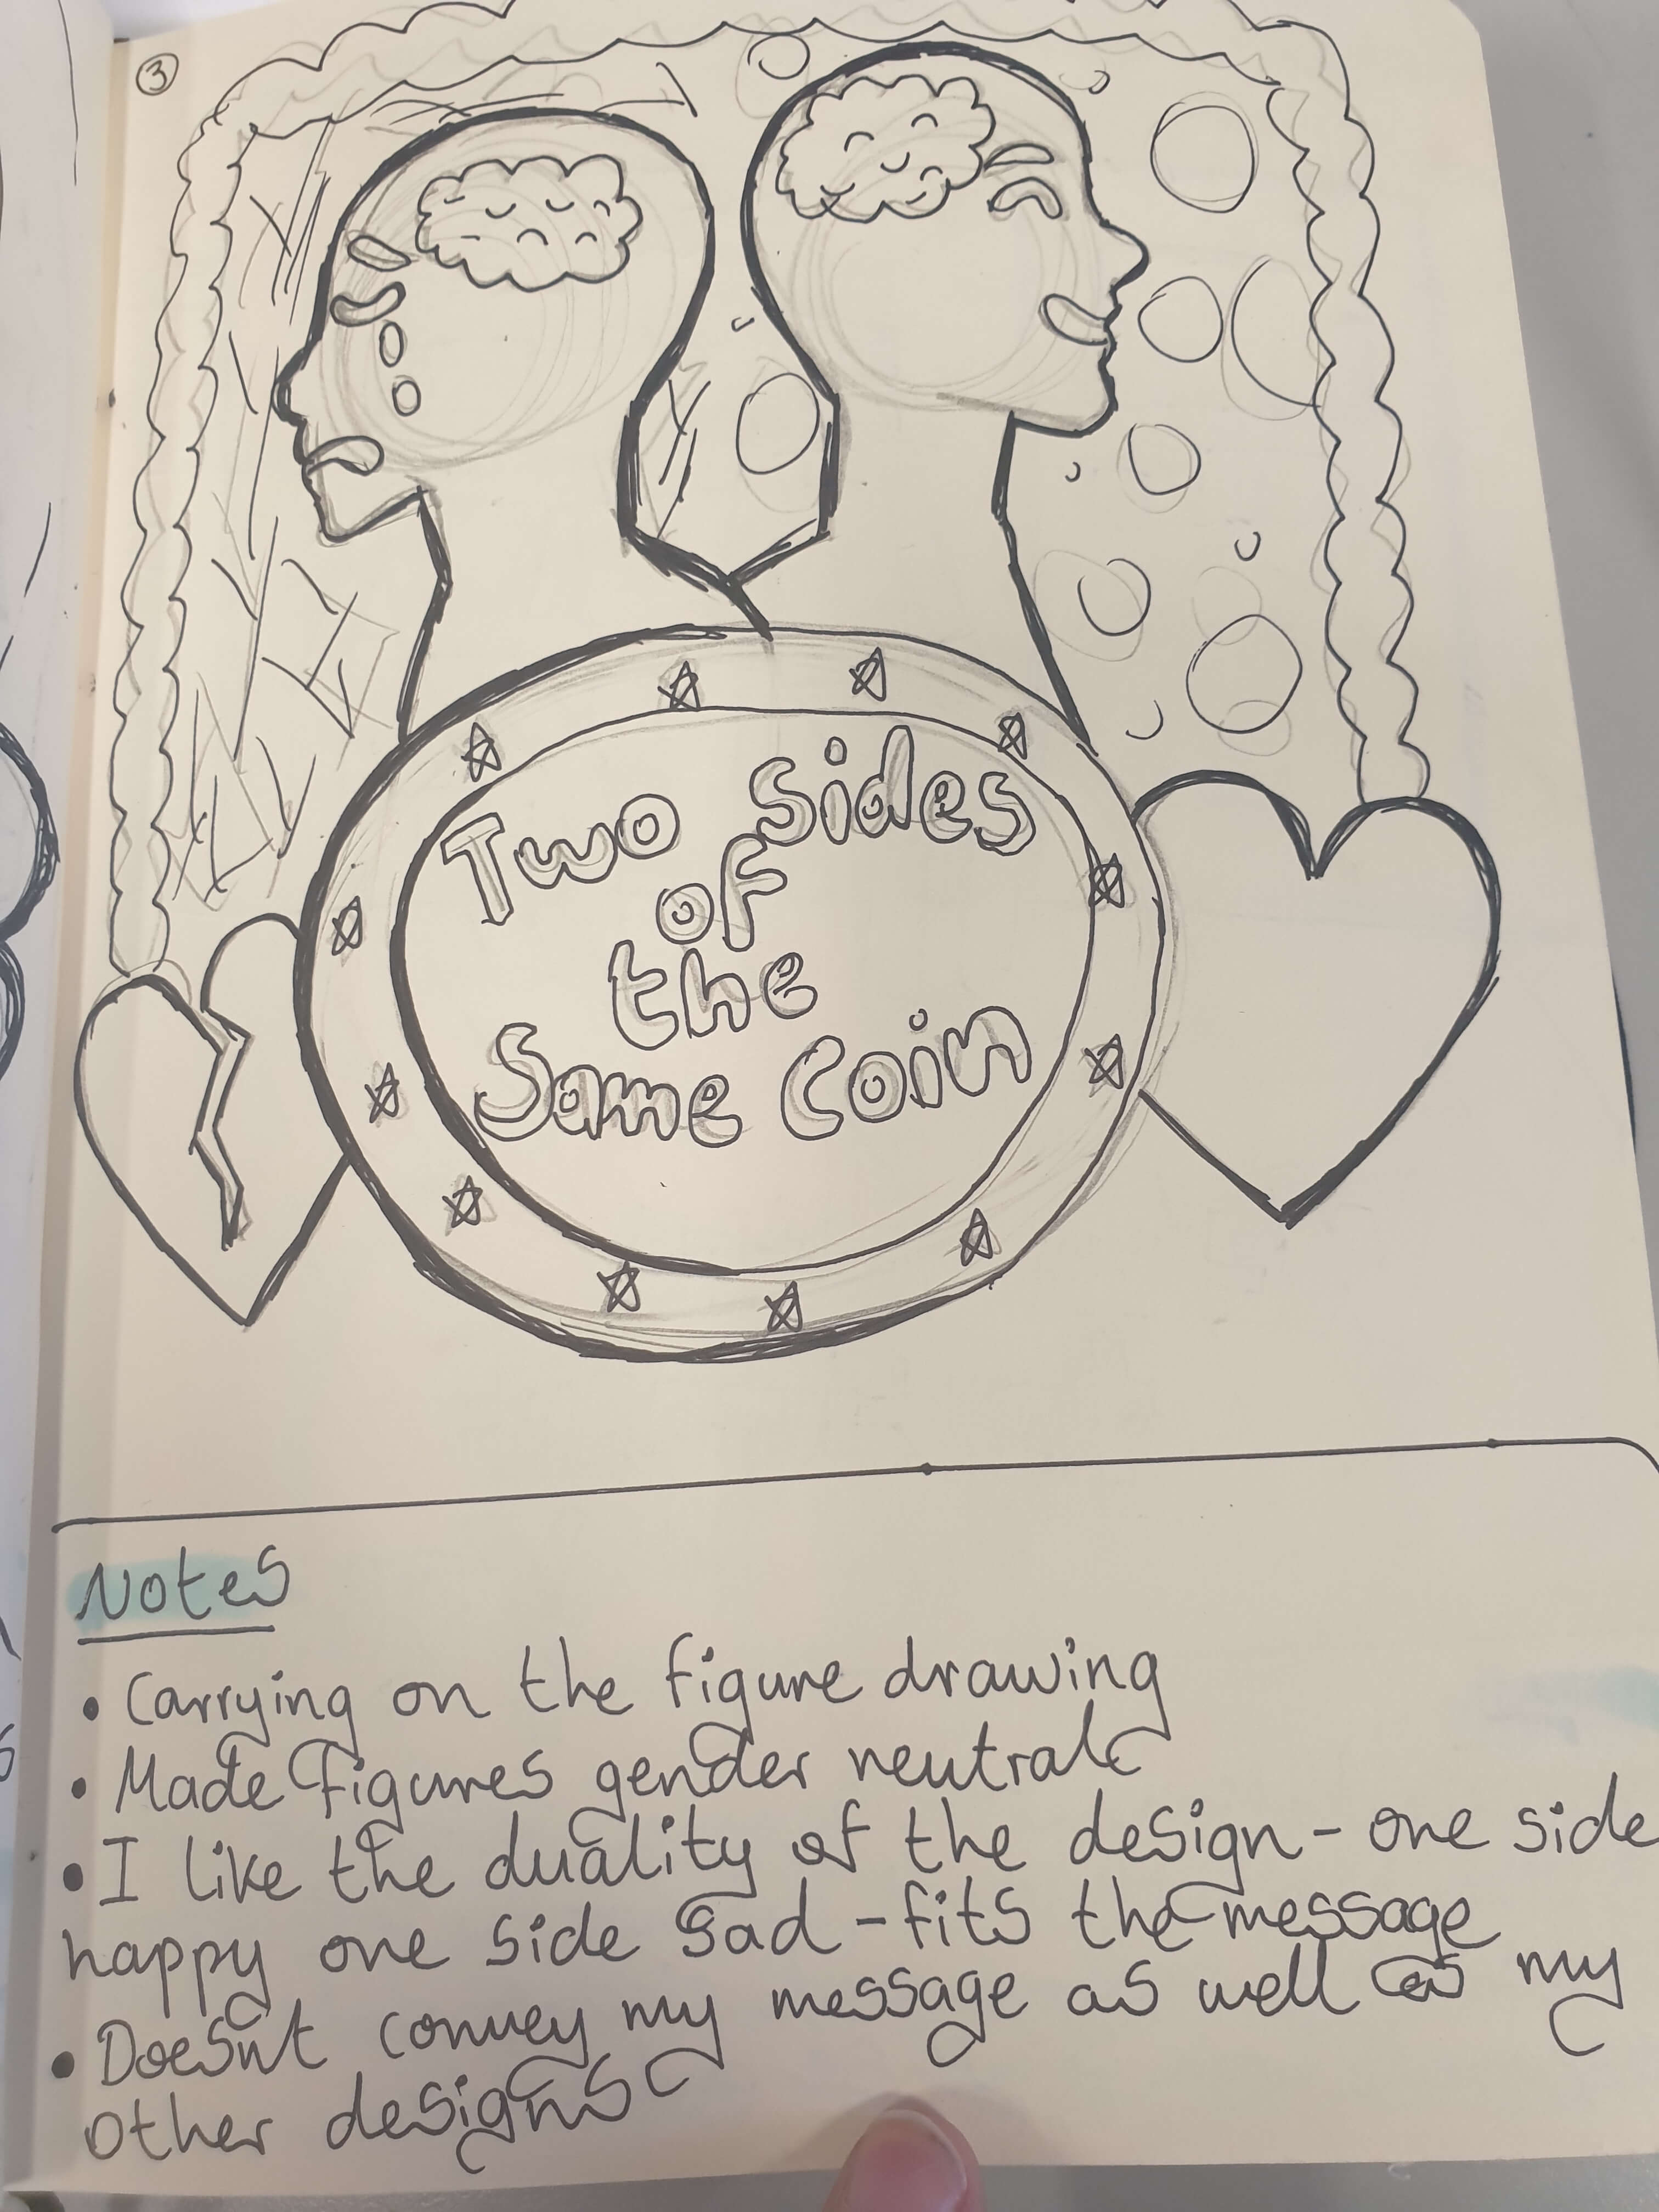 3
Two sides
of
the
Same Coin
Notes
• Carrying on the figure drawing
• Made figures gender neutral
• I like the duality of the design - one side
happy one side sad - fits the message
• Doesn't convey my message as well as my
other designs